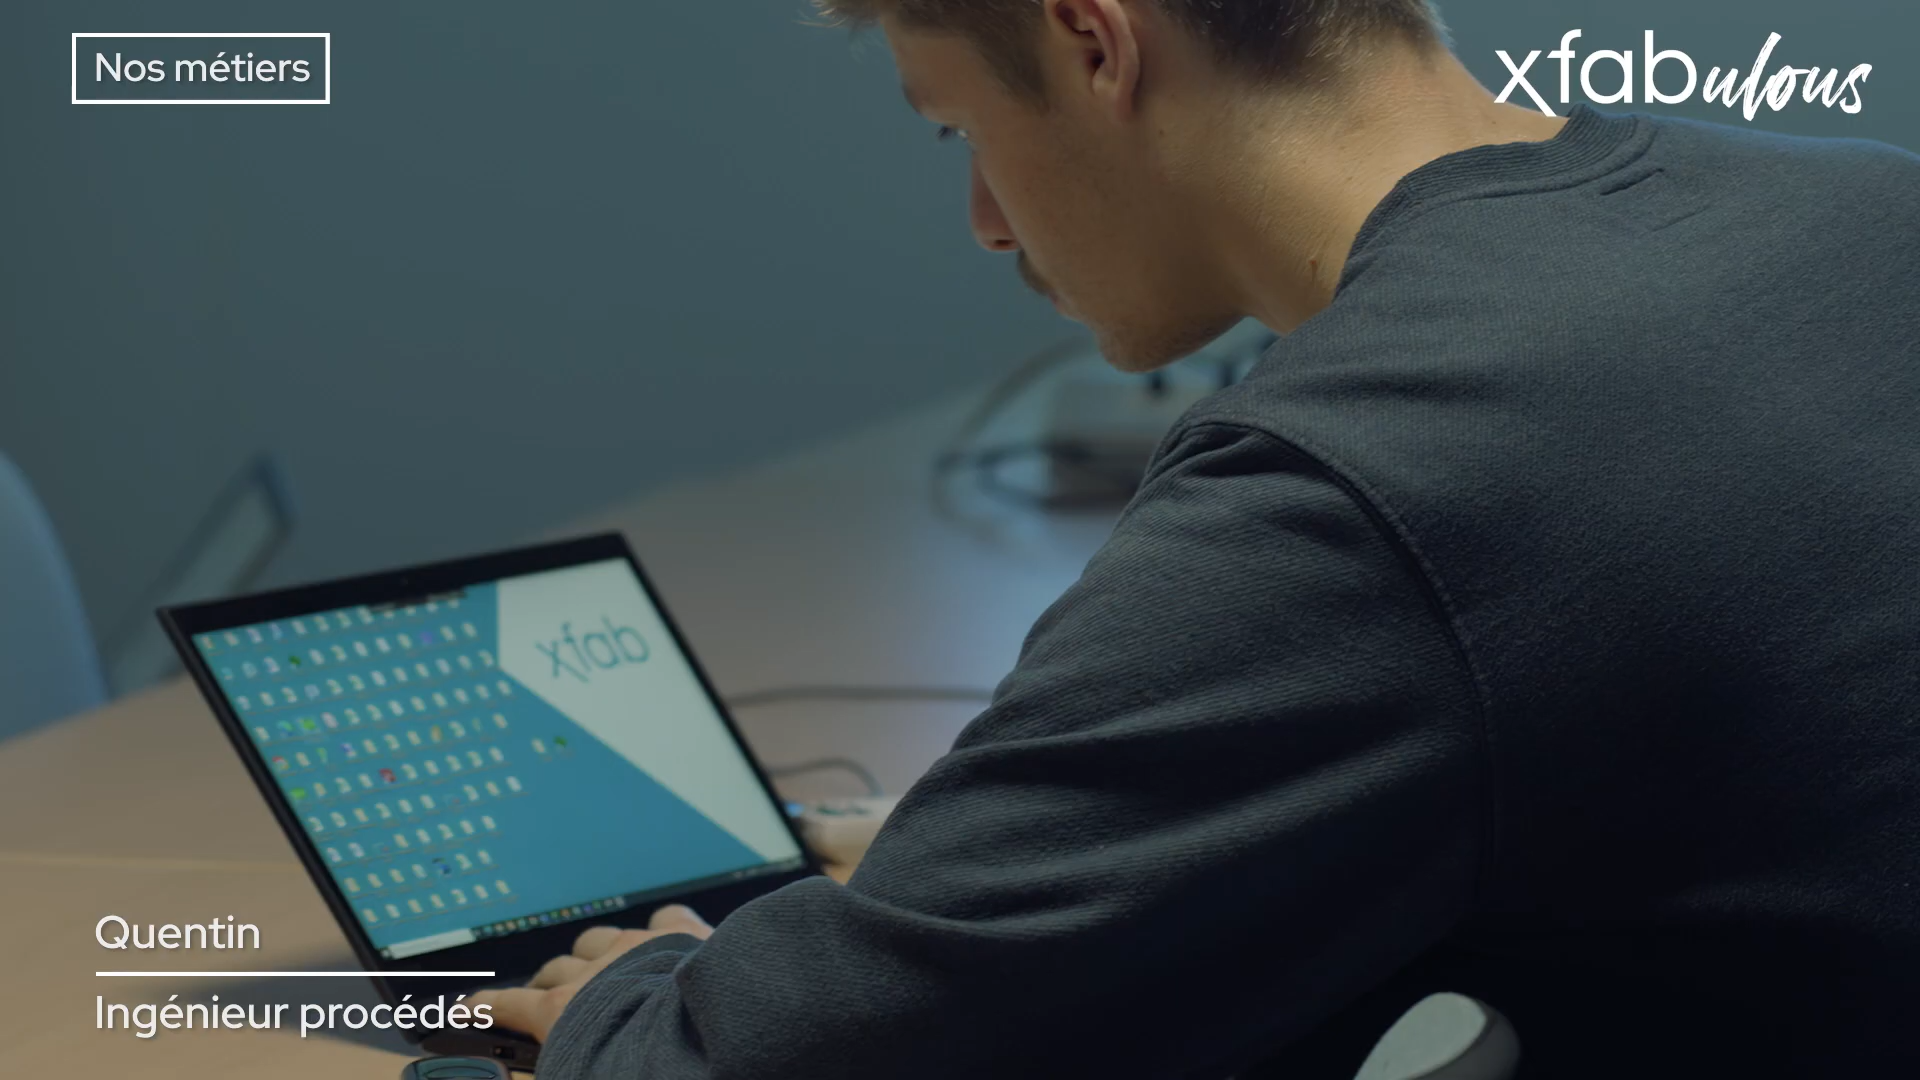 Nos métiers
xfabulous
xfab
Quentin
Ingénieur procédés